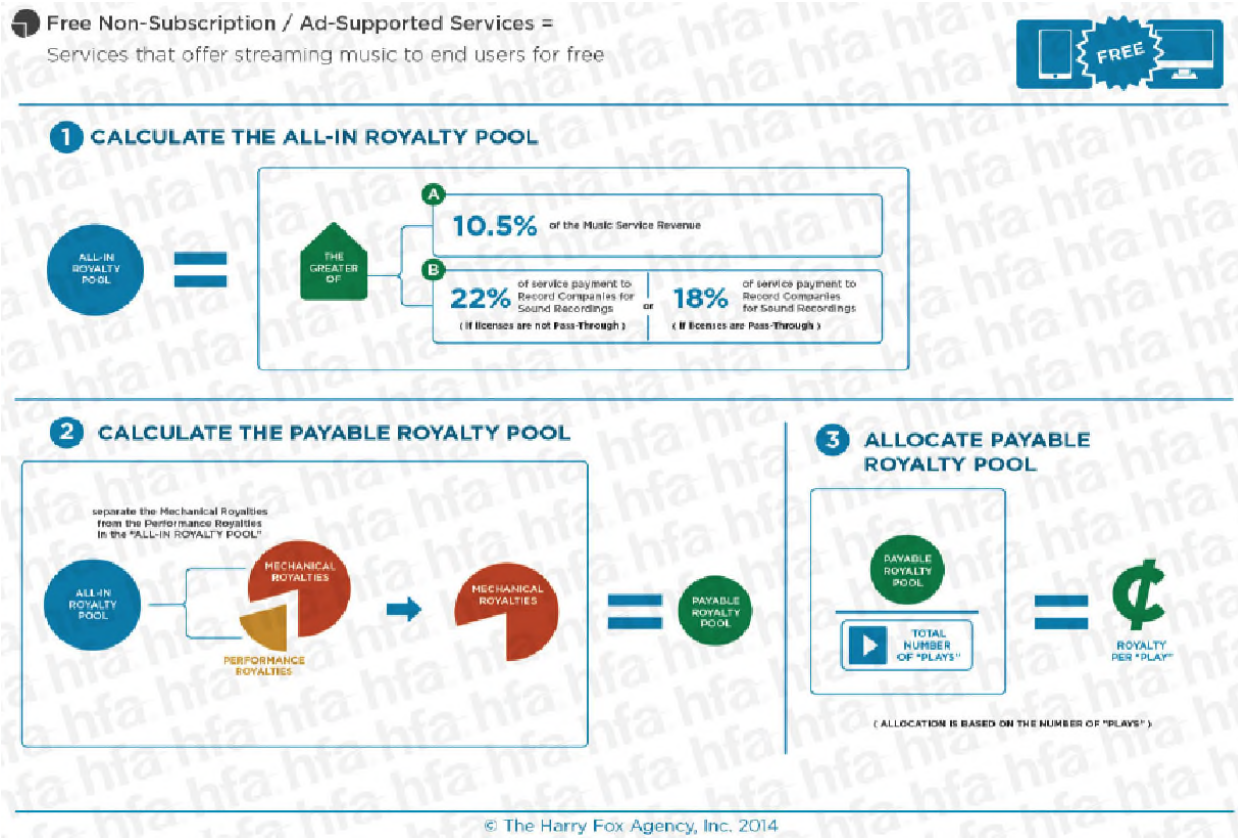 Free Non-Subscription / Ad-Supported Services =
Services that offer streaming music to end users for free
FREE
1 CALCULATE THE ALL-IN ROYALTY POOL
ALL-IN
ROYALTY
POOL
=
THE
GREATER
OF
A
10.5% of the Music Service Revenue
B
22% of service payment to
Record Companies for
Sound Recordings
( if licenses are not Pass-Through )
or
18% of service payment to
Record Companies
for Sound Recordings
( if licenses are Pass-Through )
2 CALCULATE THE PAYABLE ROYALTY POOL
separate the Mechanical Royalties
from the Performance Royalties
in the "ALL-IN ROYALTY POOL"
ALL-IN
ROYALTY
POOL
MECHANICAL
ROYALTIES
PERFORMANCE
ROYALTIES
MECHANICAL
ROYALTIES
=
PAYABLE
ROYALTY
POOL
3 ALLOCATE PAYABLE
ROYALTY POOL
PAYABLE
ROYALTY
POOL
TOTAL
NUMBER
OF "PLAYS"
=
¢
ROYALTY
PER "PLAY"
( ALLOCATION IS BASED ON THE NUMBER OF "PLAYS" )
© The Harry Fox Agency, Inc. 2014
hfa